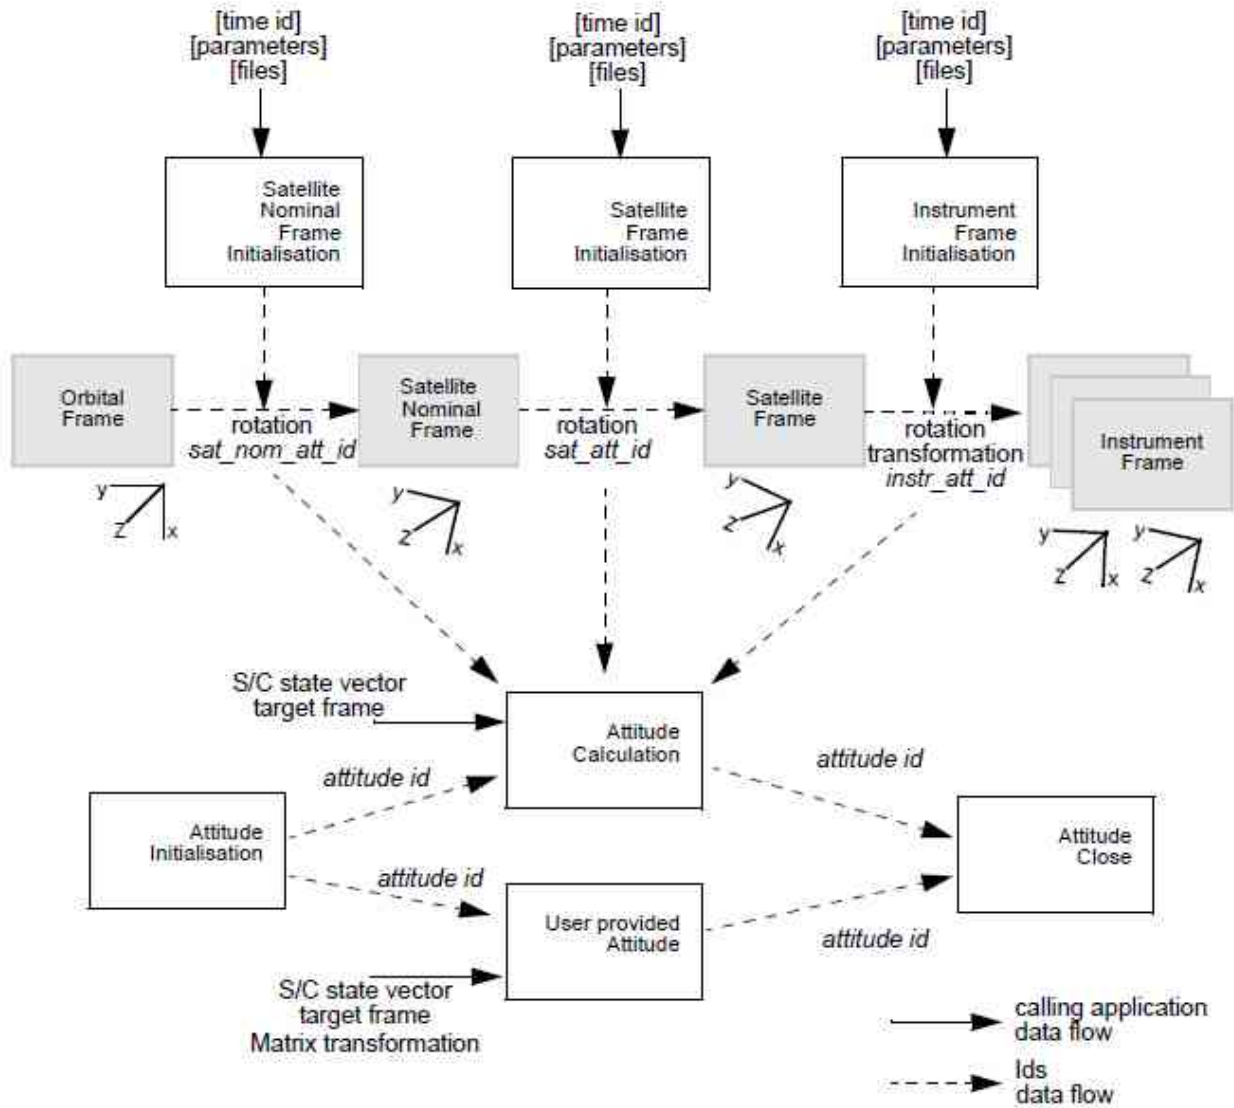 [time id]
[parameters]
[files]
[time id]
[parameters]
[files]
[time id]
[parameters]
[files]
Satellite
Nominal
Frame
Initialisation
Satellite
Frame
Initialisation
Instrument
Frame
Initialisation
Orbital
Frame
rotation
sat_nom_att_id
Satellite
Nominal
Frame
rotation
sat_att_id
Satellite
Frame
rotation
transformation
instr_att_id
Instrument
Frame
y
Z
x
y
Z
x
y
Z
x
y
Z
x
y
Z
x
S/C state vector
target frame
Attitude
Calculation
attitude id
attitude id
Attitude
Initialisation
Attitude
Close
attitude id
User provided
Attitude
attitude id
S/C state vector
target frame
Matrix transformation
calling application
data flow
Ids
data flow